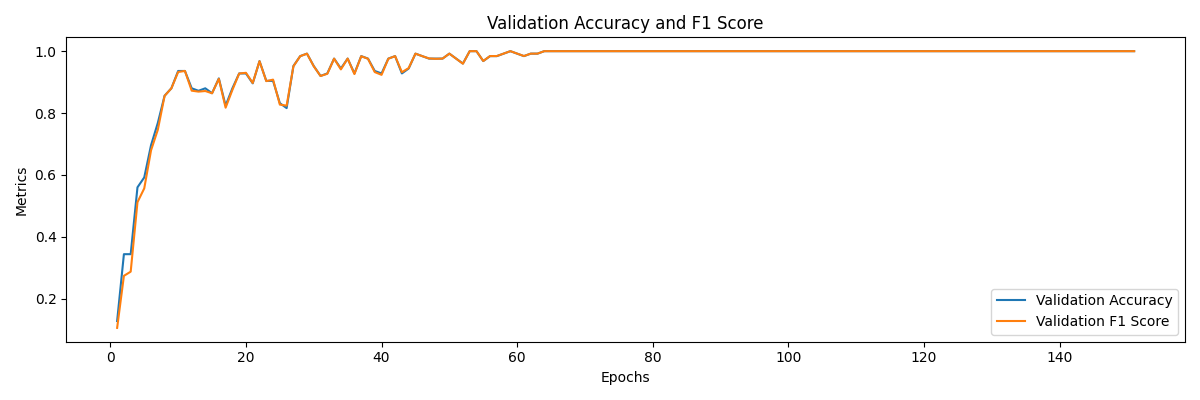 Validation Accuracy and F1 Score
1.0
0.8
0.6
0.4
0.2
Metrics
0 20 40 60 80 100 120 140
Epochs
Validation Accuracy
Validation F1 Score